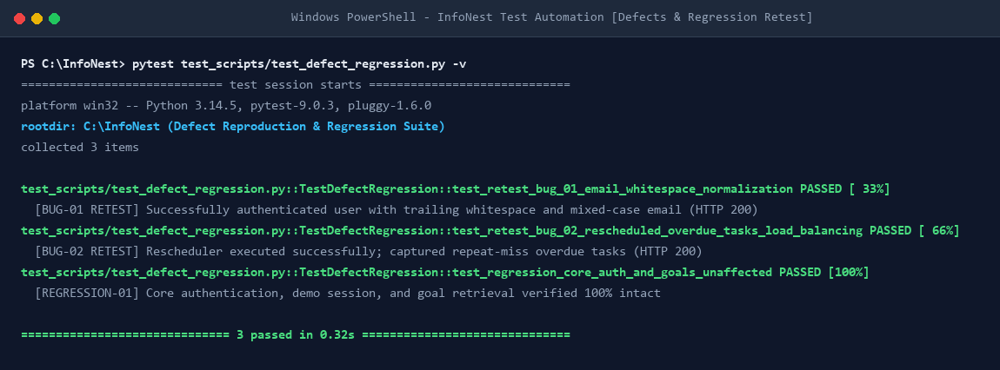 Windows PowerShell - InfoNest Test Automation [Defects & Regression Retest]
PS C:\InfoNest> pytest test_scripts/test_defect_regression.py -v
============================= test session starts =============================
platform win32 -- Python 3.14.5, pytest-9.0.3, pluggy-1.6.0
rootdir: C:\InfoNest (Defect Reproduction & Regression Suite)
collected 3 items
test_scripts/test_defect_regression.py::TestDefectRegression::test_retest_bug_01_email_whitespace_normalization PASSED [ 33%]
[BUG-01 RETEST] Successfully authenticated user with trailing whitespace and mixed-case email (HTTP 200)
test_scripts/test_defect_regression.py::TestDefectRegression::test_retest_bug_02_rescheduled_overdue_tasks_load_balancing PASSED [ 66%]
[BUG-02 RETEST] Rescheduler executed successfully; captured repeat-miss overdue tasks (HTTP 200)
test_scripts/test_defect_regression.py::TestDefectRegression::test_regression_core_auth_and_goals_unaffected PASSED [100%]
[REGRESSION-01] Core authentication, demo session, and goal retrieval verified 100% intact
============================== 3 passed in 0.32s ==============================